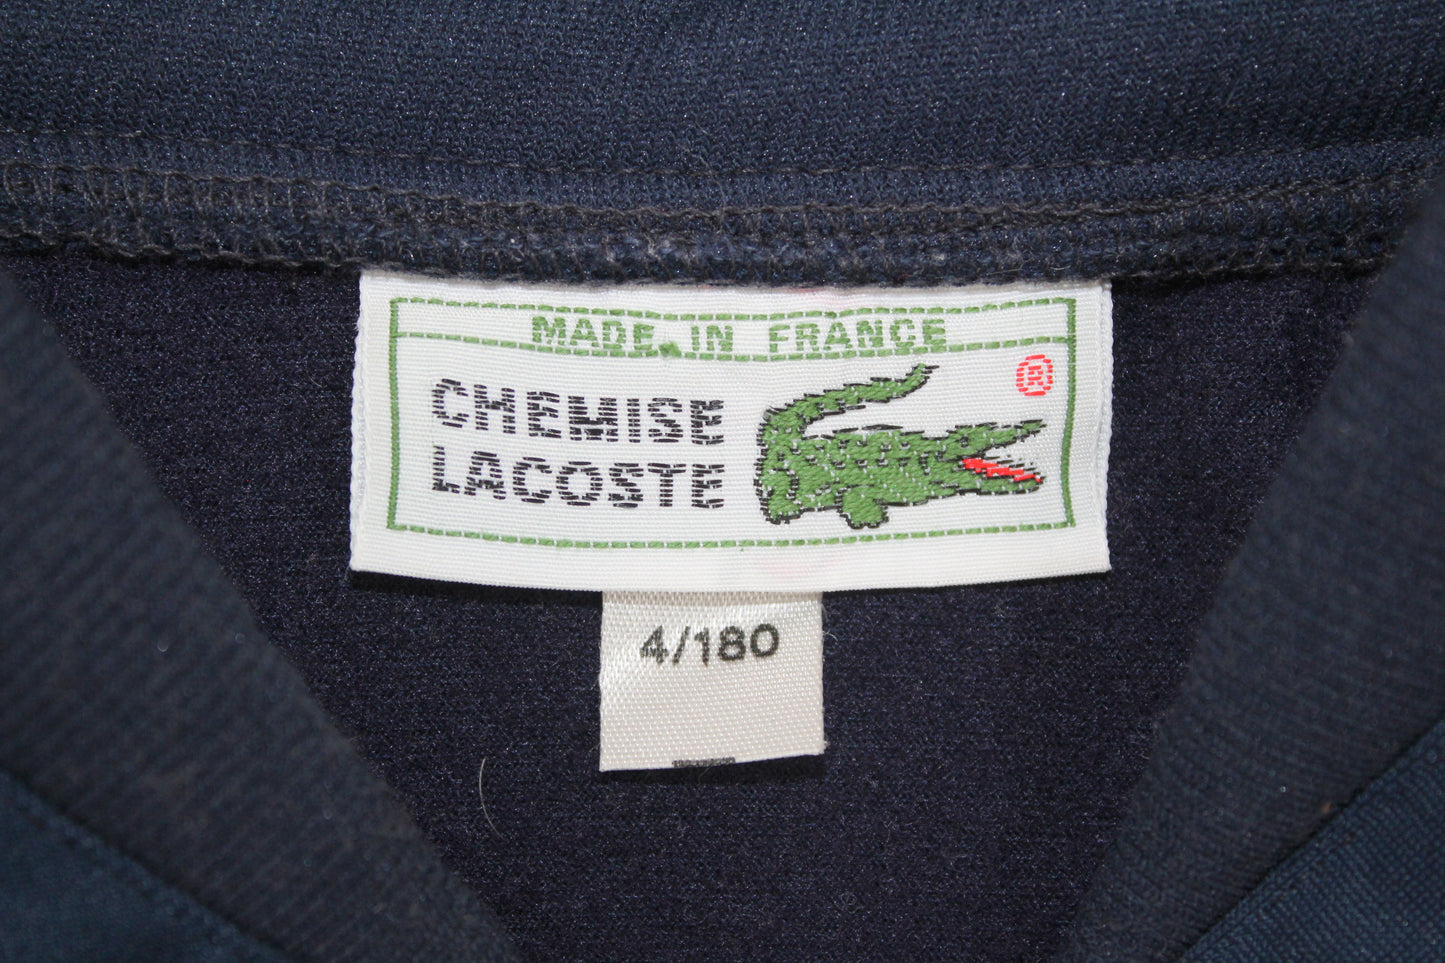 MADE IN FRANCE
CHEMISE
LACOSTE
®
4/180